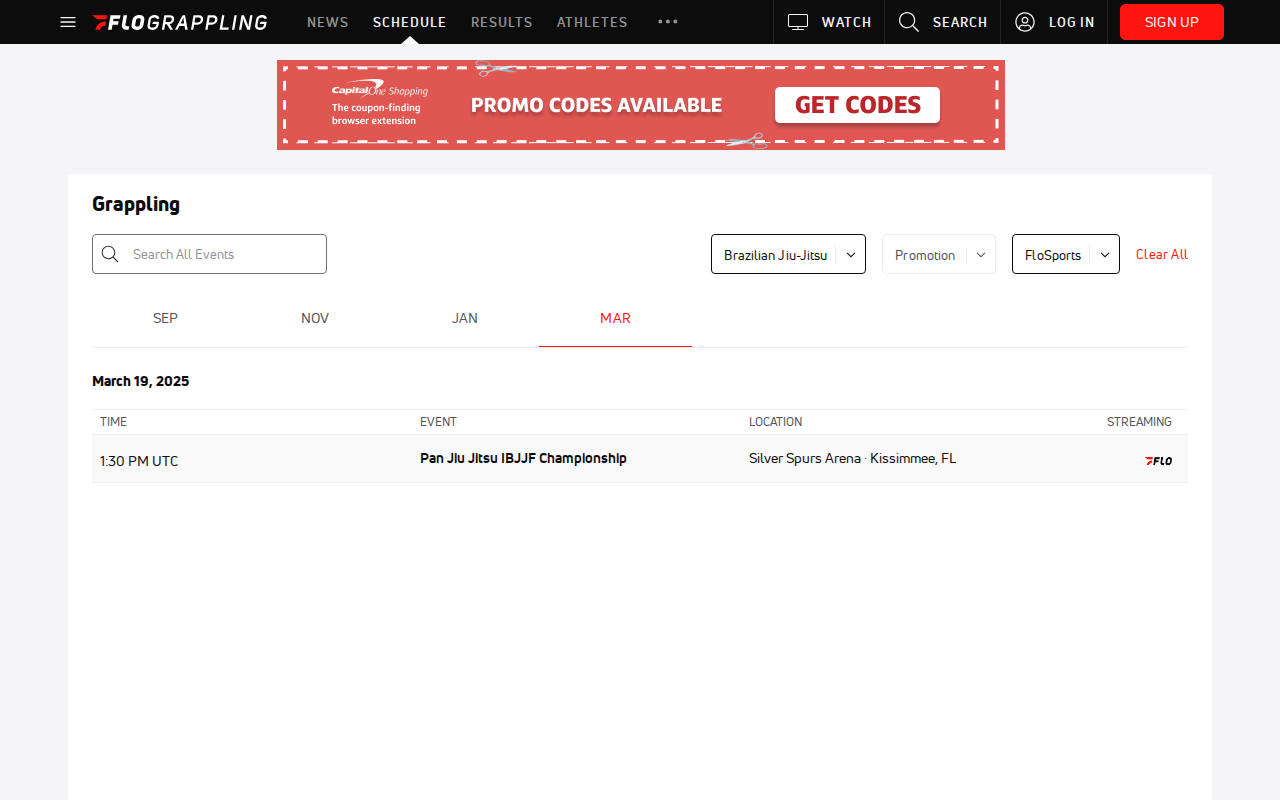 FLOGRAPPLING NEWS SCHEDULE RESULTS ATHLETES WATCH SEARCH LOG IN SIGN UP
Capital One Shopping
The coupon-finding
browser extension
PROMO CODES AVAILABLE
GET CODES
Grappling
Search All Events
Brazilian Jiu-Jitsu
Promotion
FloSports
Clear All
SEP NOV JAN MAR
March 19, 2025
TIME EVENT LOCATION STREAMING
1:30 PM UTC Pan Jiu Jitsu IBJJF Championship Silver Spurs Arena · Kissimmee, FL FLO